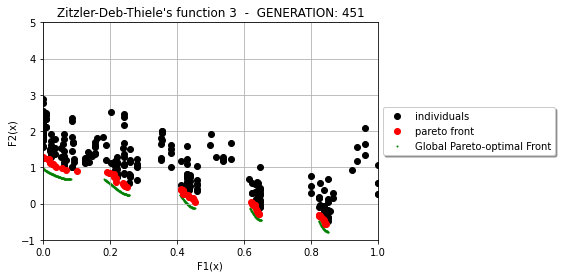 Zitzler-Deb-Thiele's function 3 - GENERATION: 451
5
4
3
2
1
0
−1
F2(x)
0.0 0.2 0.4 0.6 0.8 1.0
F1(x)
individuals
pareto front
Global Pareto-optimal Front